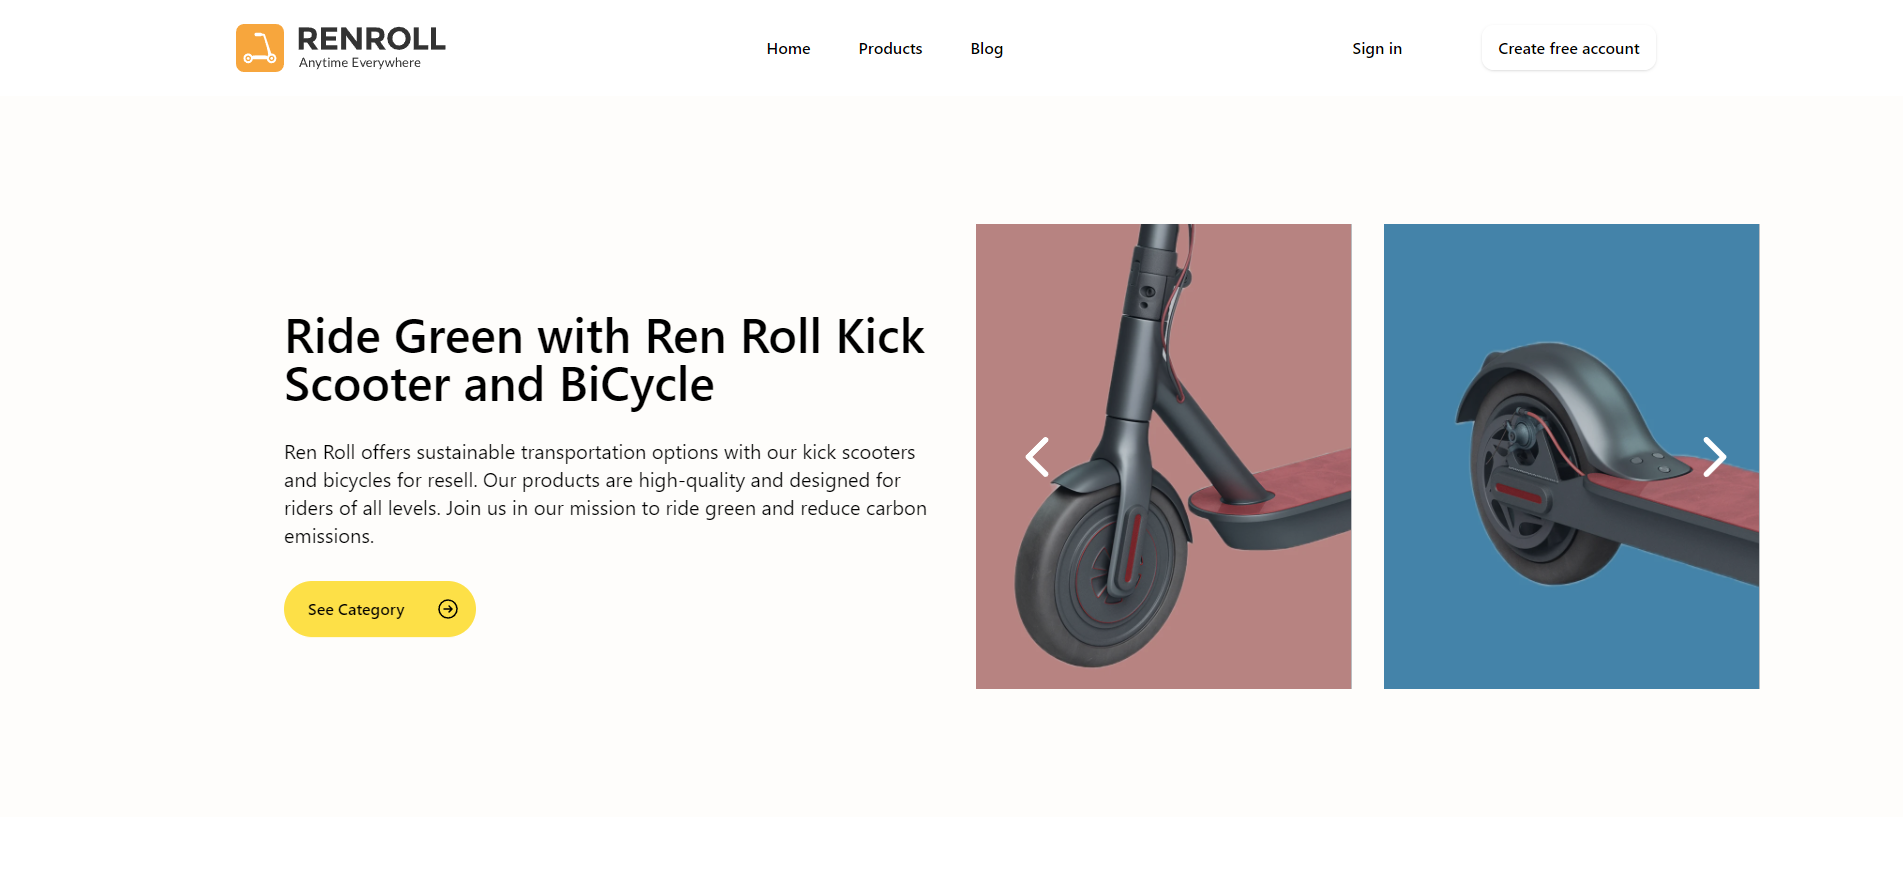 RENROLL
Anytime Everywhere
Home
Products
Blog
Sign in
Create free account
Ride Green with Ren Roll Kick
Scooter and BiCycle
Ren Roll offers sustainable transportation options with our kick scooters
and bicycles for resell. Our products are high-quality and designed for
riders of all levels. Join us in our mission to ride green and reduce carbon
emissions.
See Category